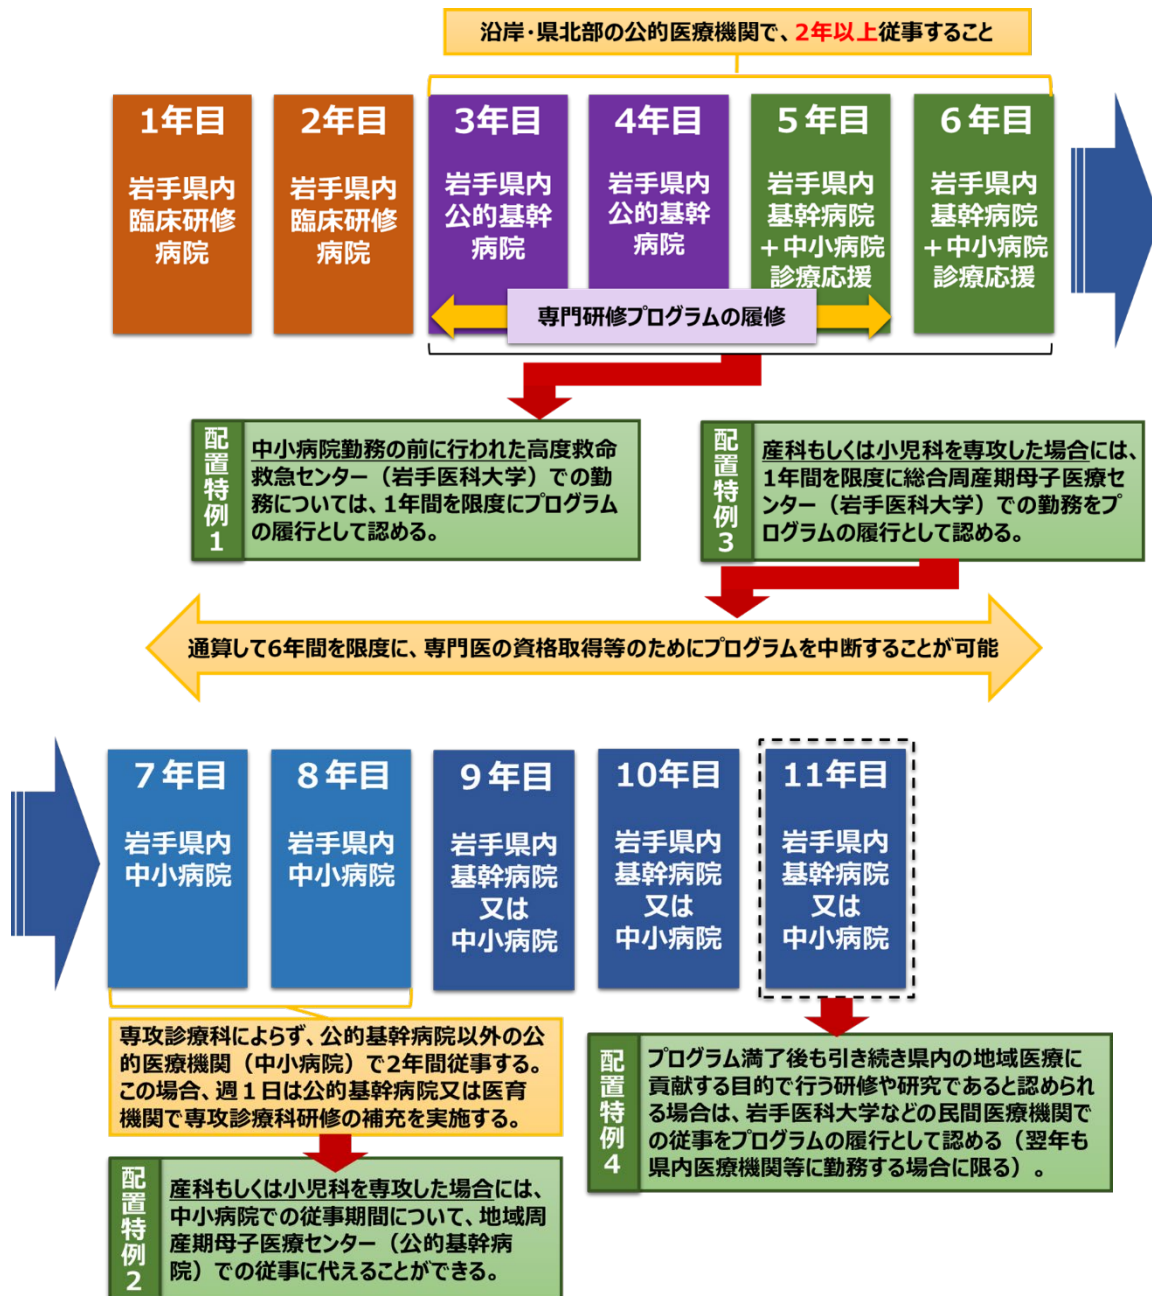 沿岸・県北部の公的医療機関で、2年以上従事すること
1年目
岩手県内
臨床研修
病院
2年目
岩手県内
臨床研修
病院
3年目
岩手県内
公的基幹
病院
4年目
岩手県内
公的基幹
病院
5年目
岩手県内
基幹病院
＋中小病院
診療応援
6年目
岩手県内
基幹病院
＋中小病院
診療応援
専門研修プログラムの履修
配置特例1
中小病院勤務の前に行われた高度救命
救急センター（岩手医科大学）での勤
務については、1年間を限度にプログラム
の履行として認める。
配置特例3
産科もしくは小児科を専攻した場合には、
1年間を限度に総合周産期母子医療セ
ンター（岩手医科大学）での勤務をプ
ログラムの履行として認める。
通算して6年間を限度に、専門医の資格取得等のためにプログラムを中断することが可能
7年目
岩手県内
中小病院
8年目
岩手県内
中小病院
9年目
岩手県内
基幹病院
又は
中小病院
10年目
岩手県内
基幹病院
又は
中小病院
11年目
岩手県内
基幹病院
又は
中小病院
専攻診療科によらず、公的基幹病院以外の公
的医療機関（中小病院）で2年間従事する。
この場合、週1日は公的基幹病院又は医育
機関で専攻診療科研修の補充を実施する。
配置特例2
産科もしくは小児科を専攻した場合には、
中小病院での従事期間について、地域周
産期母子医療センター（公的基幹病
院）での従事に代えることができる。
配置特例4
プログラム満了後も引き続き県内の地域医療に
貢献する目的で行う研修や研究であると認められ
る場合は、岩手医科大学などの民間医療機関で
の従事をプログラムの履行として認める（翌年も
県内医療機関等に勤務する場合に限る）。